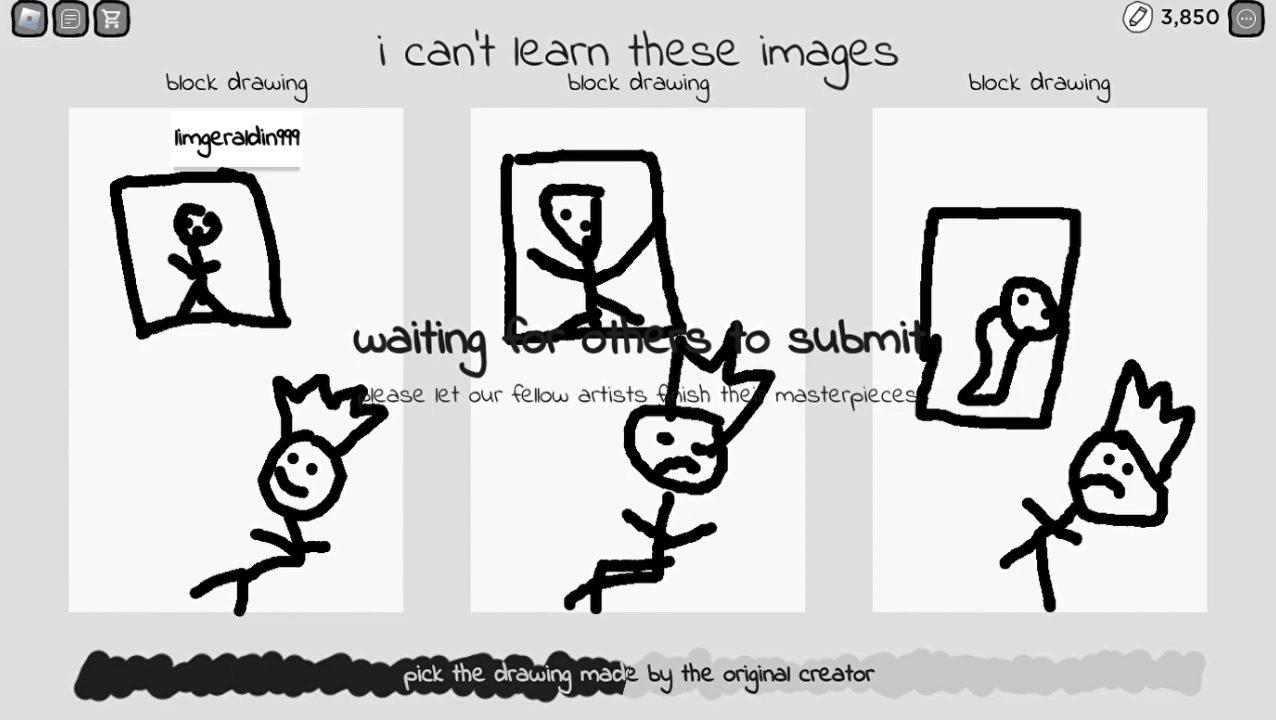 3,850
i can't learn these images
block drawing
block drawing
block drawing
limgeraldin999
waiting for others to submit
please let our fellow artists finish their masterpieces
pick the drawing made by the original creator